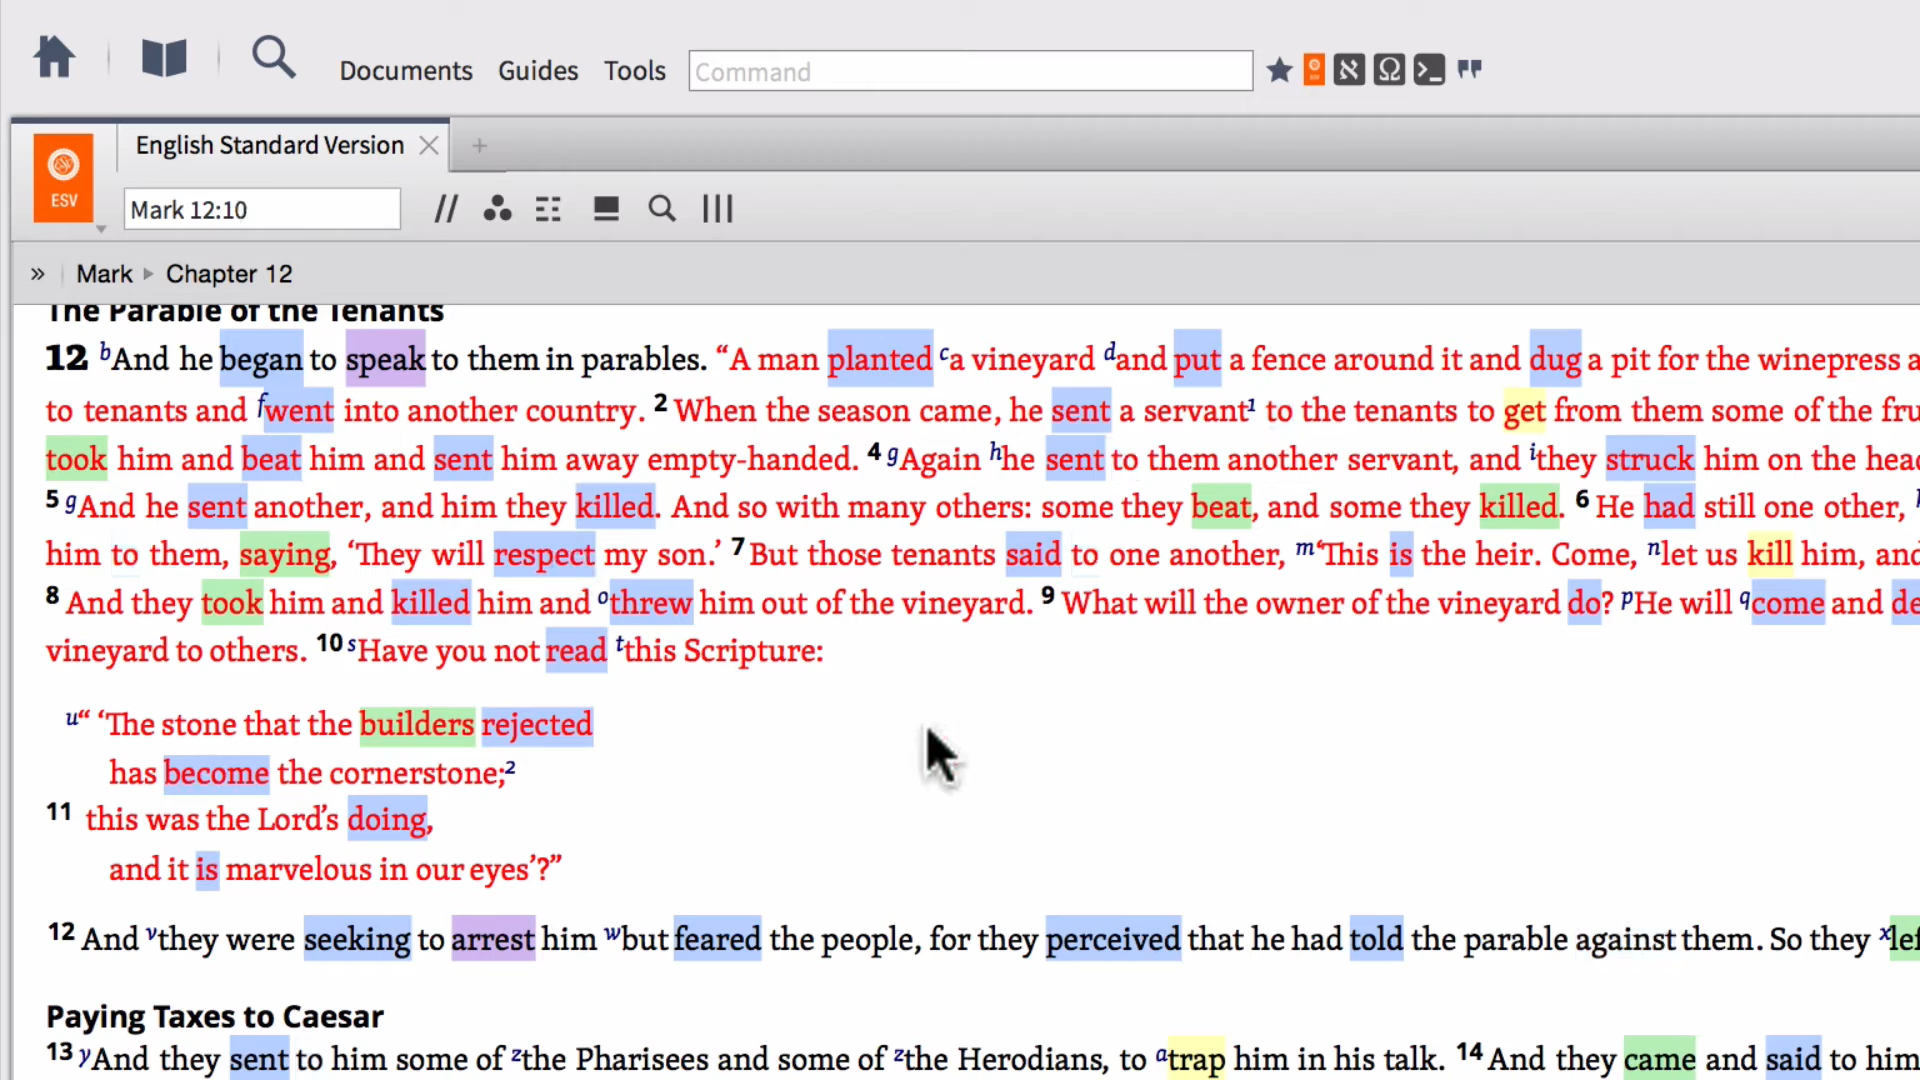 Documents Guides Tools Command
English Standard Version
ESV
Mark 12:10
» Mark Chapter 12
The Parable of the Tenants
12 bAnd he began to speak to them in parables. “A man planted ca vineyard dand put a fence around it and dug a pit for the winepress a
to tenants and fwent into another country. 2 When the season came, he sent a servant1 to the tenants to get from them some of the fru
took him and beat him and sent him away empty-handed. 4 gAgain hhe sent to them another servant, and ithey struck him on the head
5 gAnd he sent another, and him they killed. And so with many others: some they beat, and some they killed. 6 He had still one other,
him to them, saying, ‘They will respect my son.’ 7 But those tenants said to one another, m‘This is the heir. Come, nlet us kill him, and
8 And they took him and killed him and othrew him out of the vineyard. 9 What will the owner of the vineyard do? pHe will qcome and de
vineyard to others. 10 sHave you not read tthis Scripture:
u“ ‘The stone that the builders rejected
has become the cornerstone;2
11 this was the Lord’s doing,
and it is marvelous in our eyes’?”
12 And vthey were seeking to arrest him wbut feared the people, for they perceived that he had told the parable against them. So they xlef
Paying Taxes to Caesar
13 yAnd they sent to him some of zthe Pharisees and some of zthe Herodians, to atrap him in his talk. 14 And they came and said to him